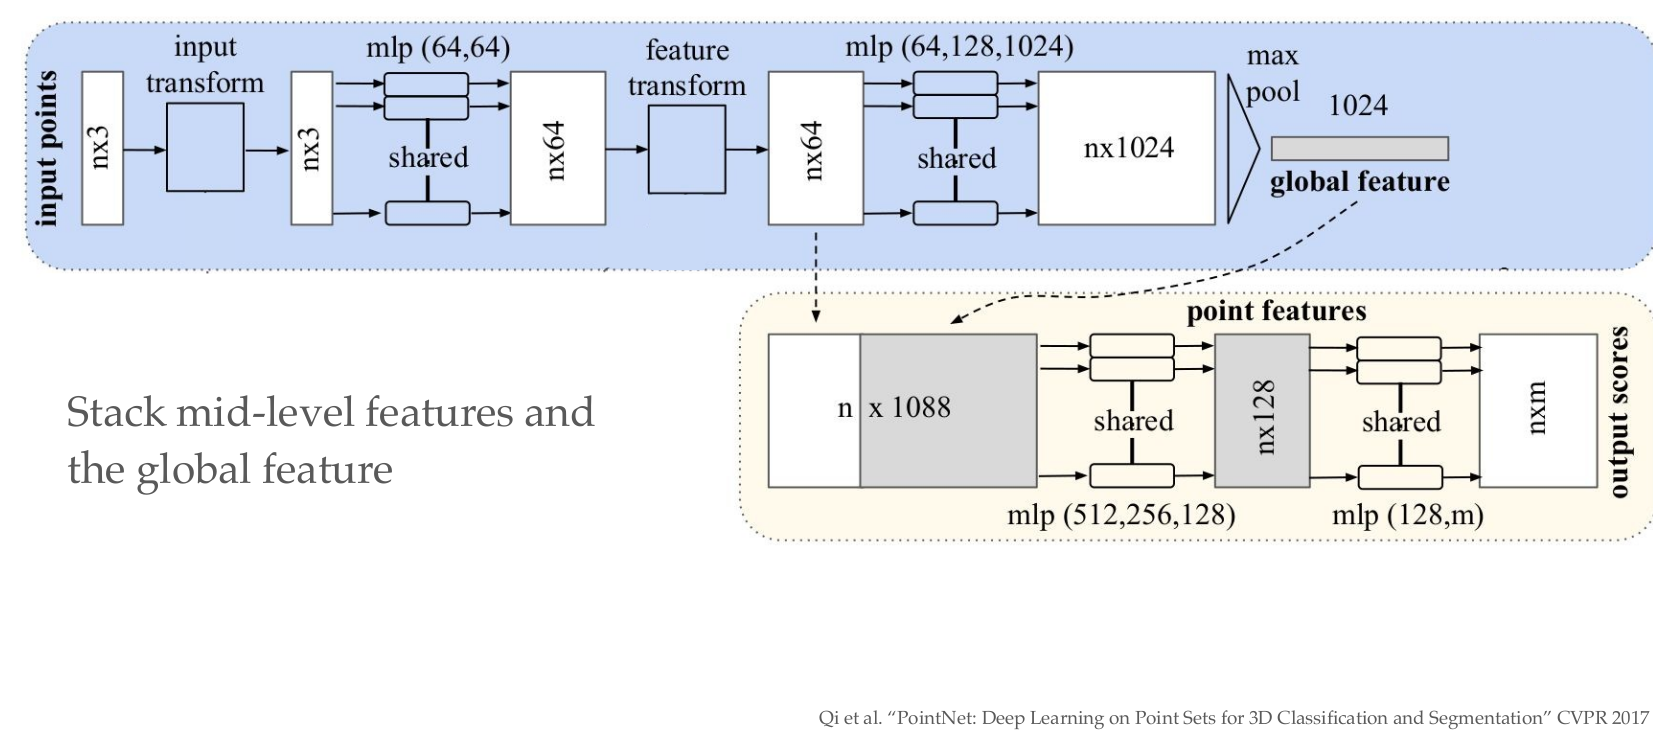 input points
nx3
input
transform
nx3
mlp (64,64)
shared
nx64
feature
transform
nx64
mlp (64,128,1024)
shared
nx1024
max
pool
1024
global feature
point features
n x 1088
shared
mlp (512,256,128)
nx128
shared
mlp (128,m)
nxm
output scores
Stack mid-level features and
the global feature
Qi et al. “PointNet: Deep Learning on Point Sets for 3D Classification and Segmentation” CVPR 2017